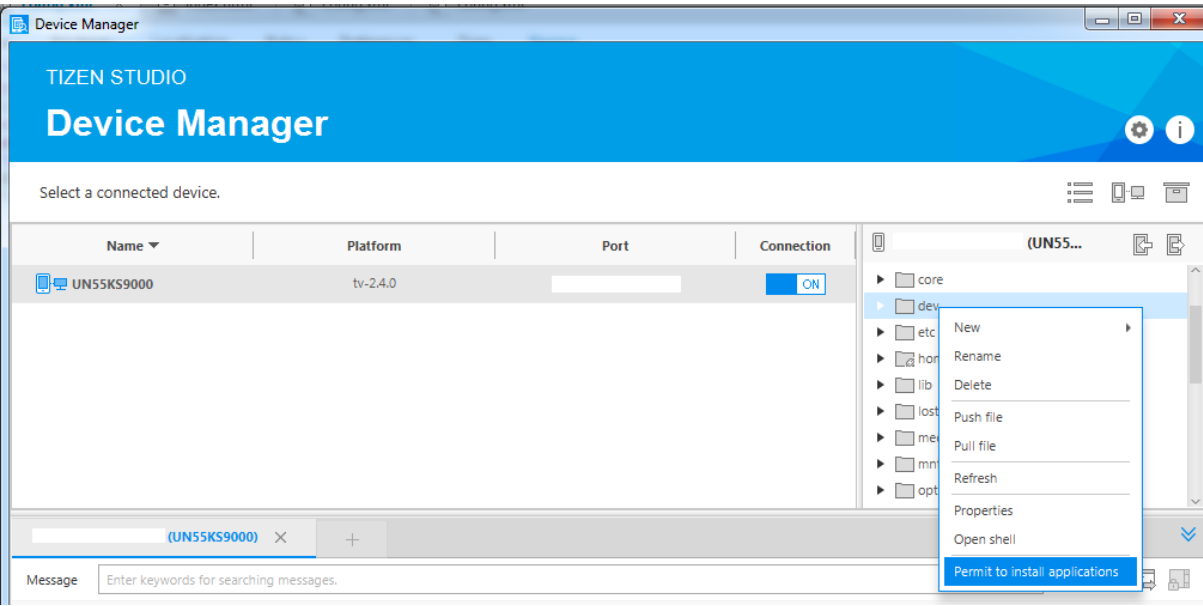 Device Manager
TIZEN STUDIO
Device Manager
Select a connected device.
Name Platform Port Connection
UN55KS9000 tv-2.4.0 ON
(UN55...
core
dev
etc
lib
opt
New
Rename
Delete
Push file
Pull file
Refresh
Properties
Open shell
Permit to install applications
(UN55KS9000)
Message Enter keywords for searching messages.